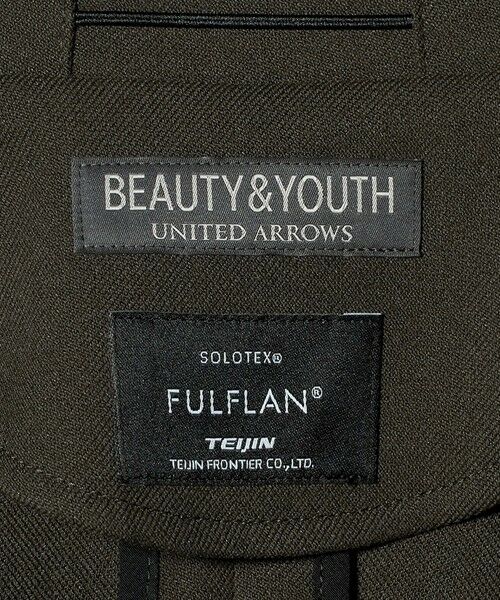 BEAUTY&YOUTH
UNITED ARROWS
SOLOTEX®
FULFLAN®
TEIJIN
TEIJIN FRONTIER CO.,LTD.